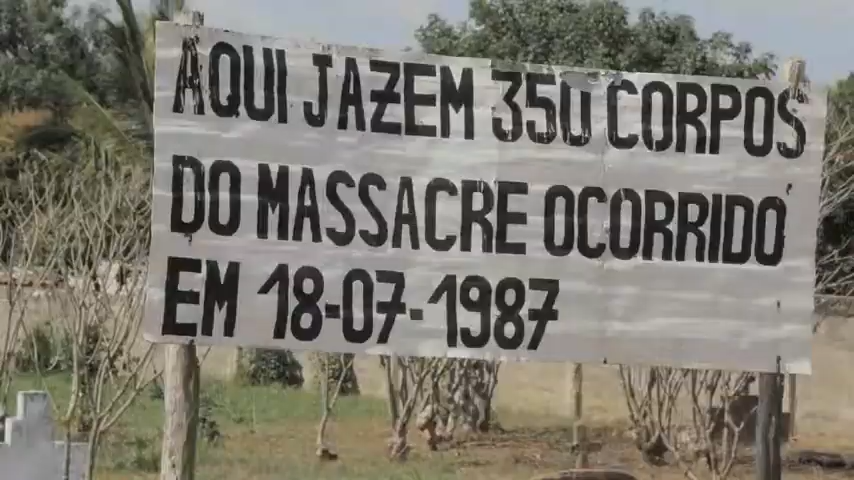 AQUI JAZEM 350 CORPOS
DO MASSACRE OCORRIDO
EM 18-07-1987